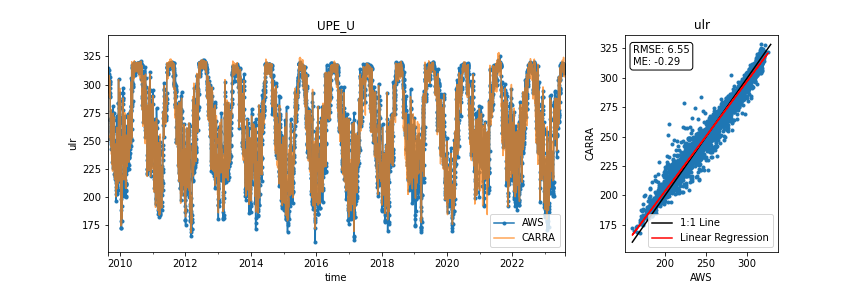 UPE_U
ulr
325
300
275
250
225
200
175
ulr
AWS
CARRA
2010
2012
2014
2016
2018
2020
2022
time
RMSE: 6.55
ME: -0.29
325
300
275
250
225
200
175
CARRA
1:1 Line
Linear Regression
200
250
300
AWS